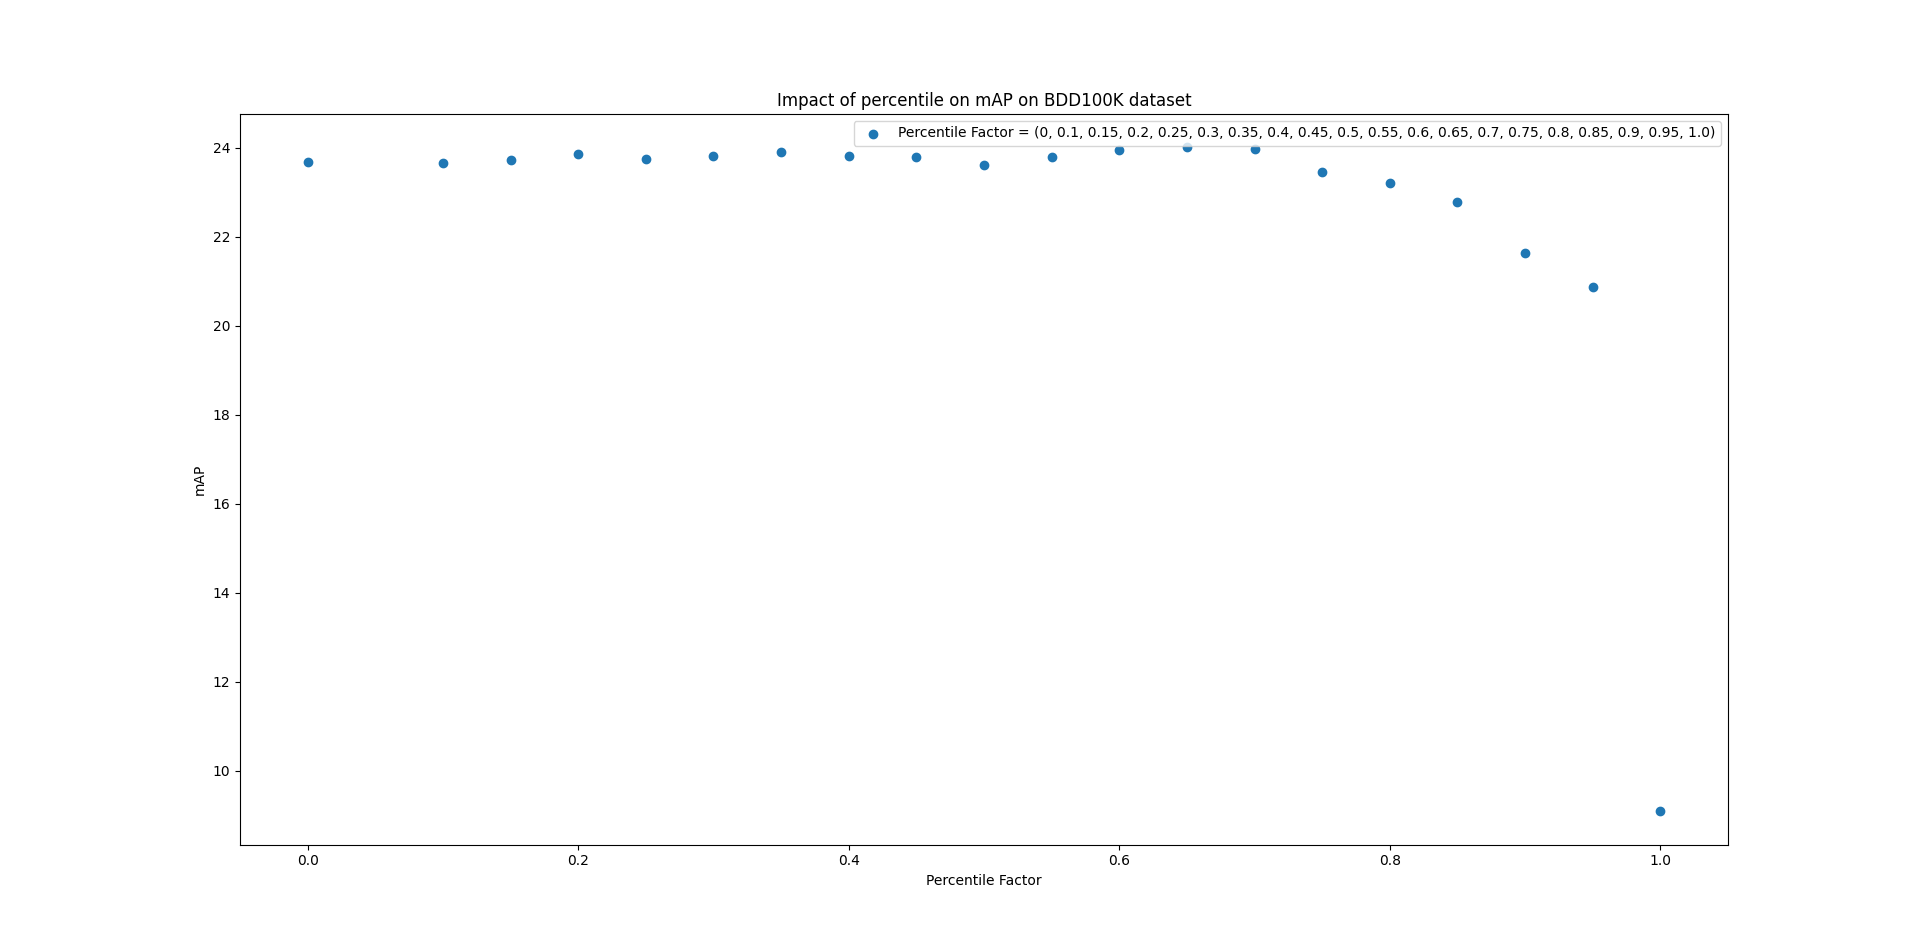 Impact of percentile on mAP on BDD100K dataset
Percentile Factor = (0, 0.1, 0.15, 0.2, 0.25, 0.3, 0.35, 0.4, 0.45, 0.5, 0.55, 0.6, 0.65, 0.7, 0.75, 0.8, 0.85, 0.9, 0.95, 1.0)
24
22
20
18
16
14
12
10
mAP
0.0 0.2 0.4 0.6 0.8 1.0
Percentile Factor